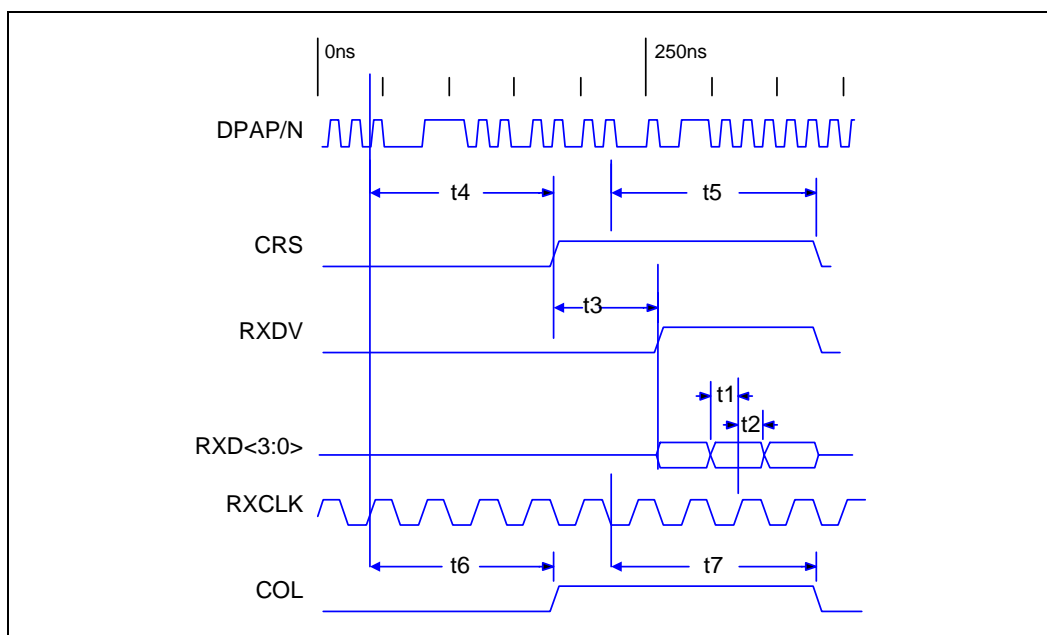 0ns 250ns
DPAP/N
t4 t5
CRS
t3
RXDV
t1
t2
RXD<3:0>
RXCLK
t6 t7
COL